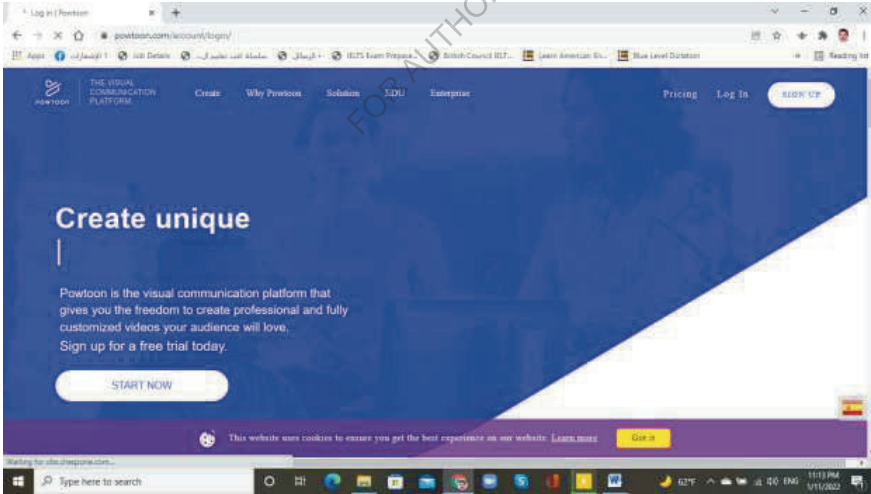 Log in | Powtoon
powtoon.com/account/login/
Apps
Job Details
IELTS Exam Prepara...
British Council IELT...
Learn American En...
Blue Level Dictation
Reading list
FOR AUTHO
POWTOON
THE VISUAL
COMMUNICATION
PLATFORM
Create Why Powtoon Solution EDU Enterprise
Pricing Log In SIGN UP
Create unique
Powtoon is the visual communication platform that
gives you the freedom to create professional and fully
customized videos your audience will love.
Sign up for a free trial today.
START NOW
This website uses cookies to ensure you get the best experience on our website. Learn more
Got it
Type here to search
62°F
ENG
11:13 PM
1/11/2022